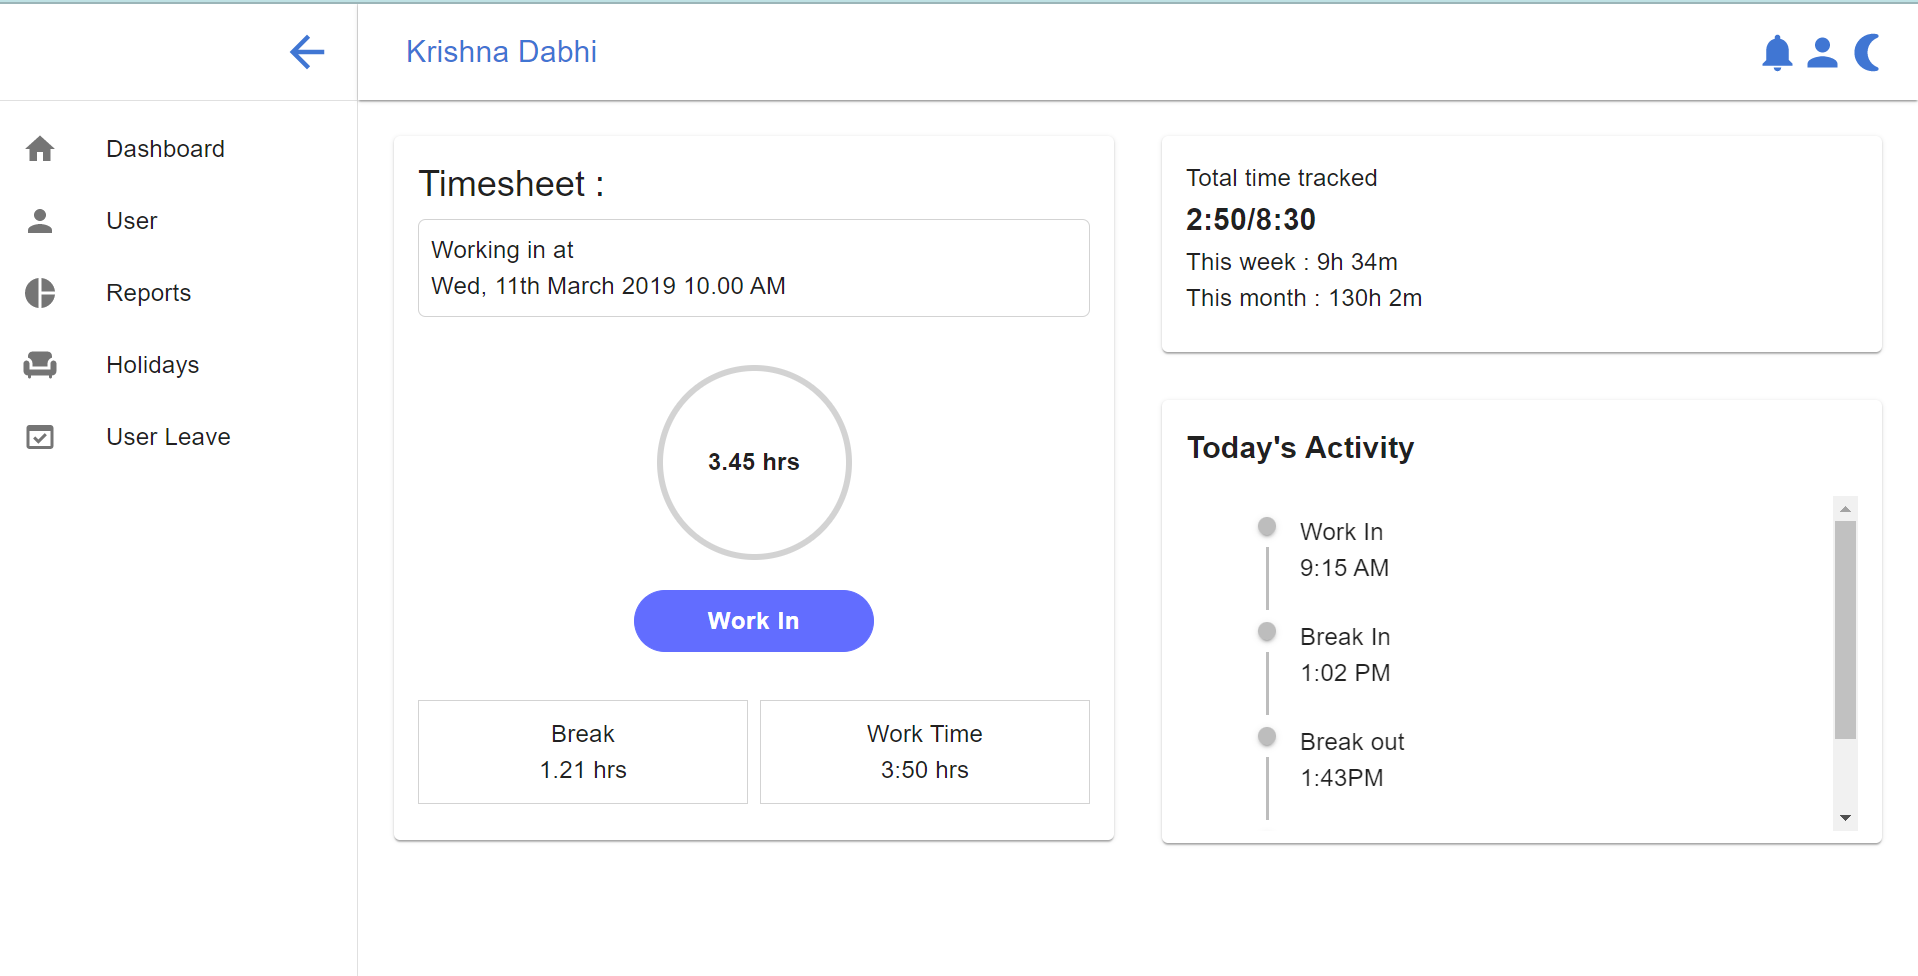 Krishna Dabhi
Dashboard
User
Reports
Holidays
User Leave
Timesheet :
Working in at
Wed, 11th March 2019 10.00 AM
3.45 hrs
Work In
Break
1.21 hrs
Work Time
3:50 hrs
Total time tracked
2:50/8:30
This week : 9h 34m
This month : 130h 2m
Today's Activity
Work In
9:15 AM
Break In
1:02 PM
Break out
1:43PM